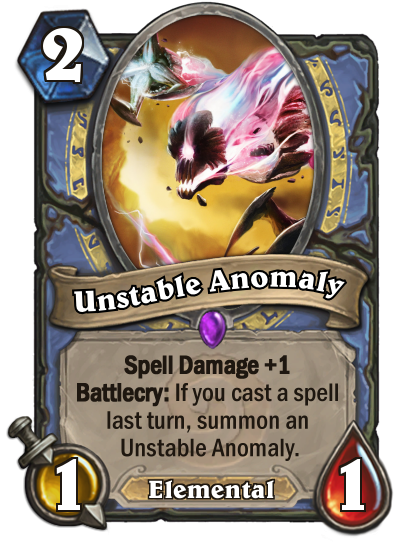 2
Unstable Anomaly
Spell Damage +1
Battlecry: If you cast a spell
last turn, summon an
Unstable Anomaly.
1
Elemental
1